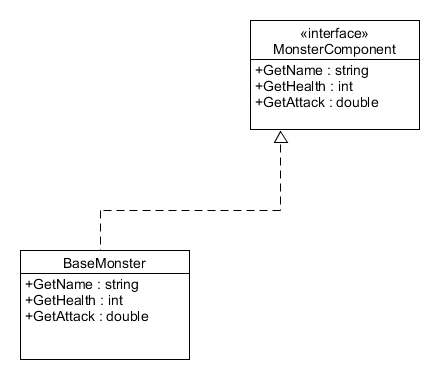 «interface»
MonsterComponent
+GetName : string
+GetHealth : int
+GetAttack : double
BaseMonster
+GetName : string
+GetHealth : int
+GetAttack : double